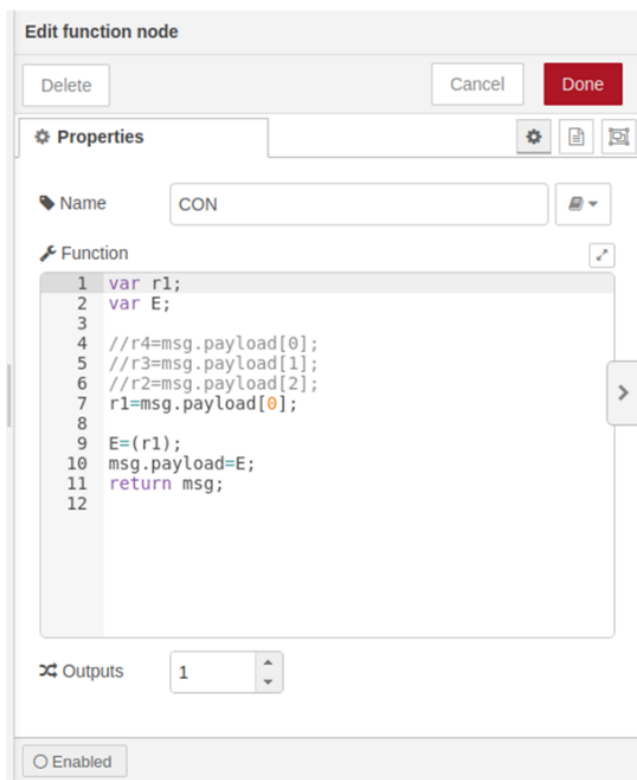 Edit function node
Delete Cancel Done
Properties
Name CON
Function
1 var r1;
2 var E;
3
4 //r4=msg.payload[0];
5 //r3=msg.payload[1];
6 //r2=msg.payload[2];
7 r1=msg.payload[0];
8
9 E=(r1);
10 msg.payload=E;
11 return msg;
12
Outputs 1
Enabled